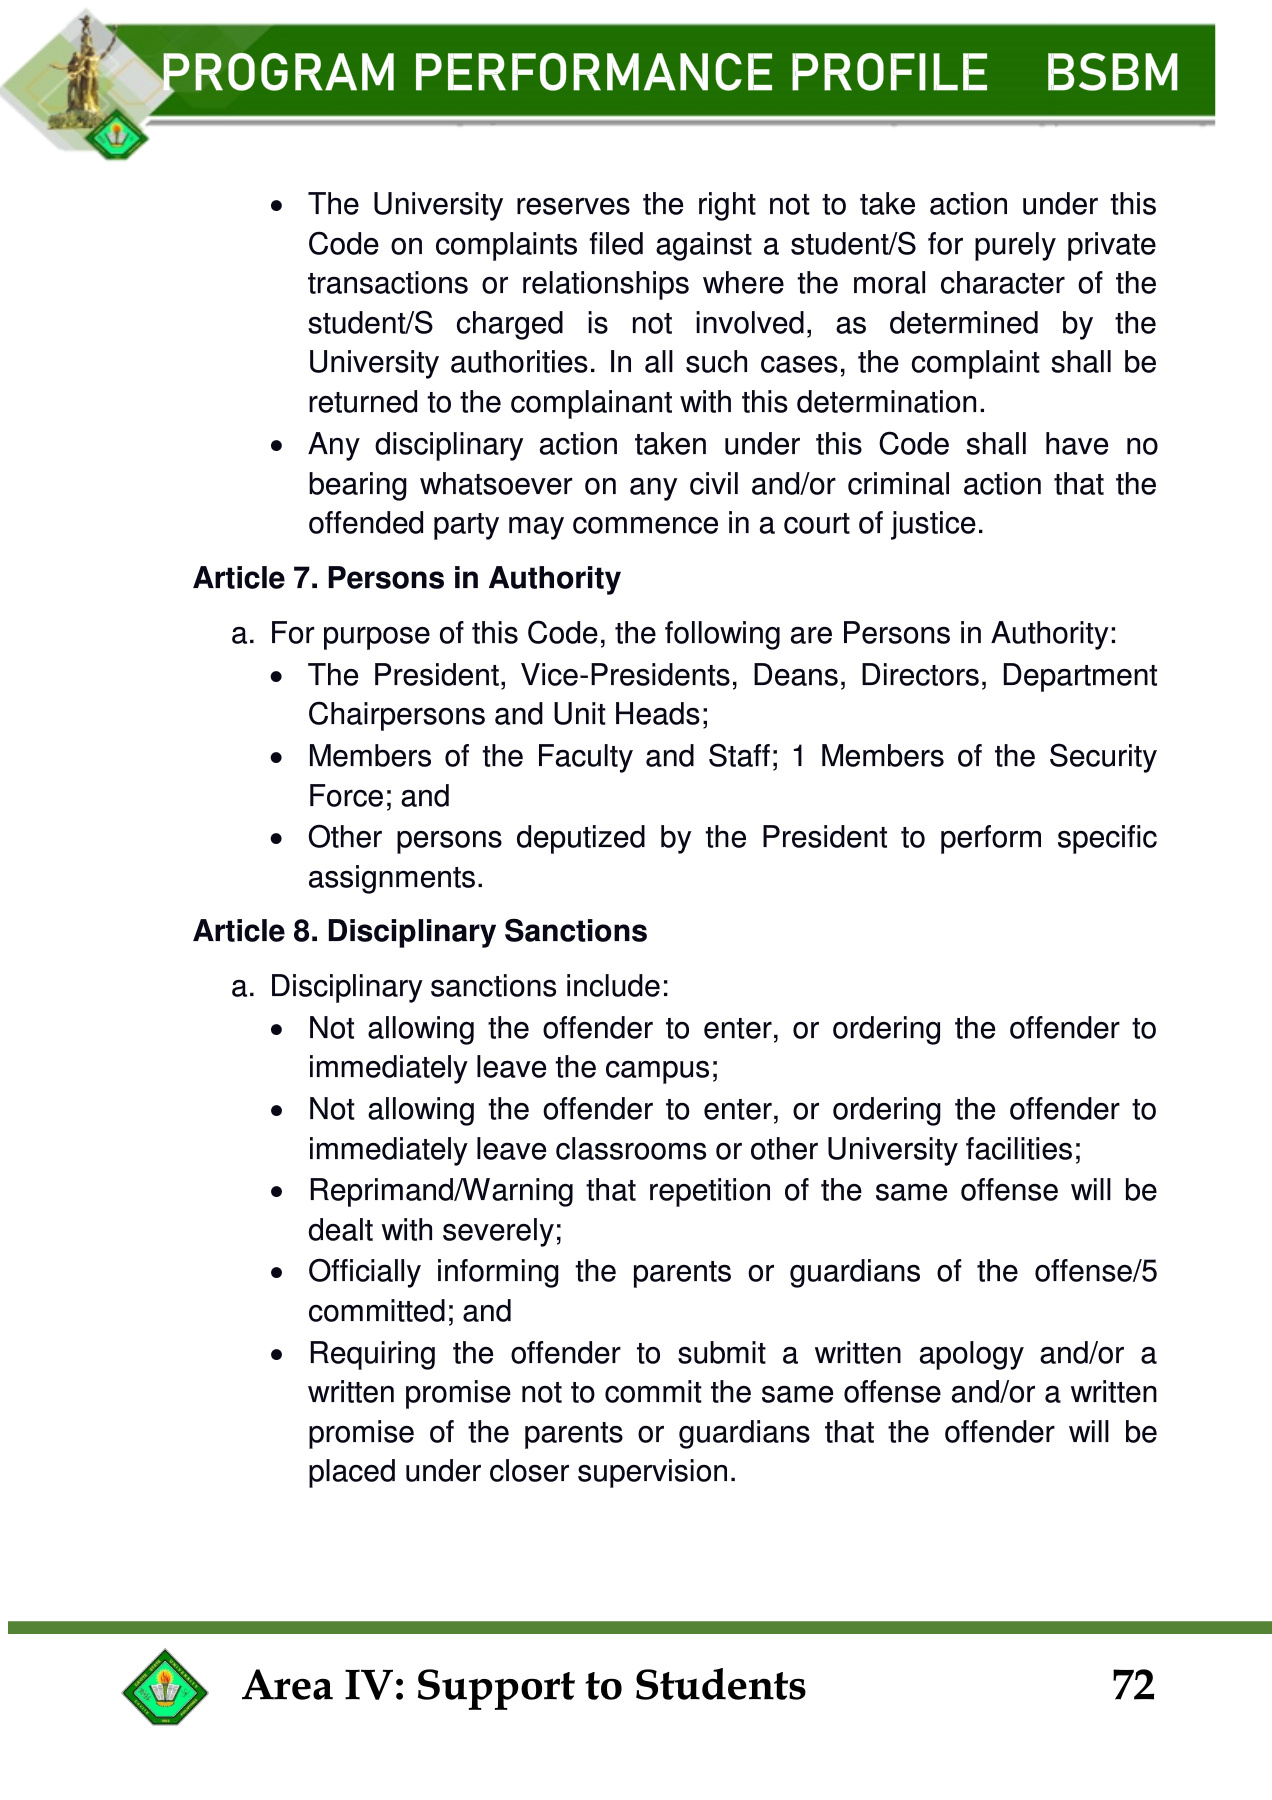 PROGRAM PERFORMANCE PROFILE BSBM
• The University reserves the right not to take action under this
Code on complaints filed against a student/S for purely private
transactions or relationships where the moral character of the
student/S charged is not involved, as determined by the
University authorities. In all such cases, the complaint shall be
returned to the complainant with this determination.
• Any disciplinary action taken under this Code shall have no
bearing whatsoever on any civil and/or criminal action that the
offended party may commence in a court of justice.
Article 7. Persons in Authority
a. For purpose of this Code, the following are Persons in Authority:
• The President, Vice-Presidents, Deans, Directors, Department
Chairpersons and Unit Heads;
• Members of the Faculty and Staff; 1 Members of the Security
Force; and
• Other persons deputized by the President to perform specific
assignments.
Article 8. Disciplinary Sanctions
a. Disciplinary sanctions include:
• Not allowing the offender to enter, or ordering the offender to
immediately leave the campus;
• Not allowing the offender to enter, or ordering the offender to
immediately leave classrooms or other University facilities;
• Reprimand/Warning that repetition of the same offense will be
dealt with severely;
• Officially informing the parents or guardians of the offense/5
committed; and
• Requiring the offender to submit a written apology and/or a
written promise not to commit the same offense and/or a written
promise of the parents or guardians that the offender will be
placed under closer supervision.
Area IV: Support to Students 72